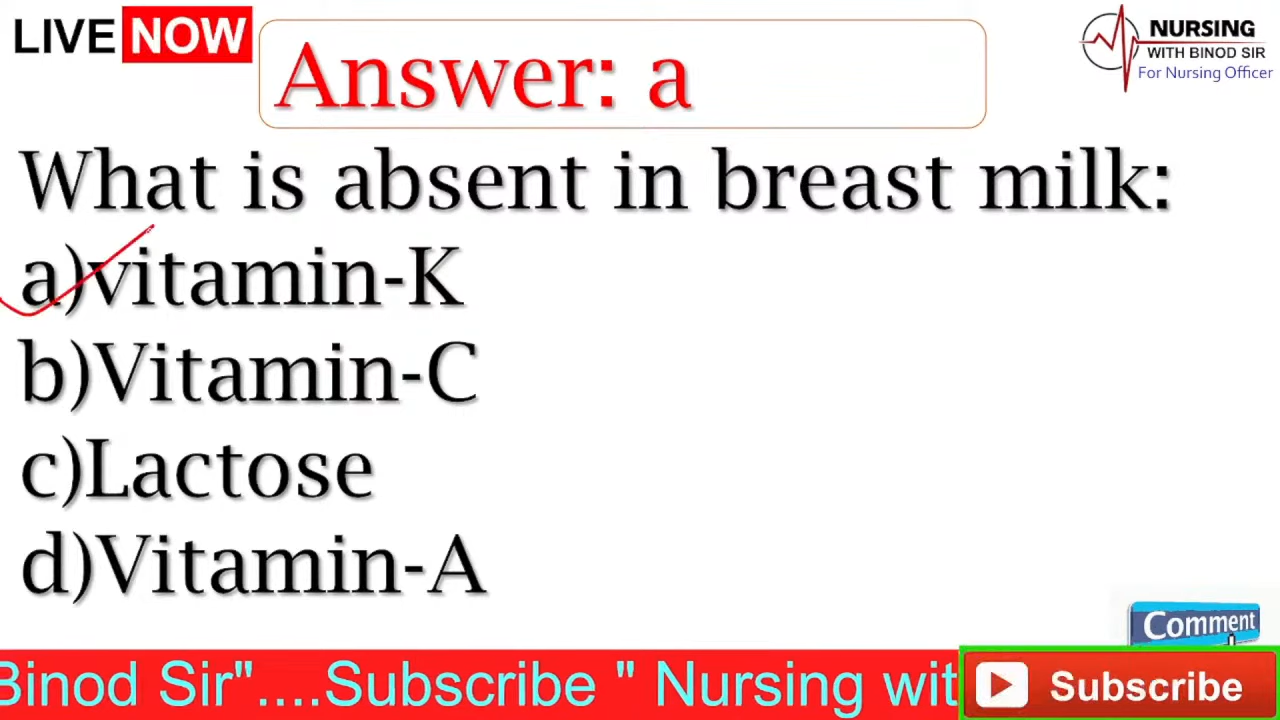 LIVE NOW
Answer: a
NURSING
WITH BINOD SIR
For Nursing Officer
What is absent in breast milk:
a)vitamin-K
b)Vitamin-C
c)Lactose
d)Vitamin-A
Comment
Binod Sir"....Subscribe " Nursing wit
Subscribe